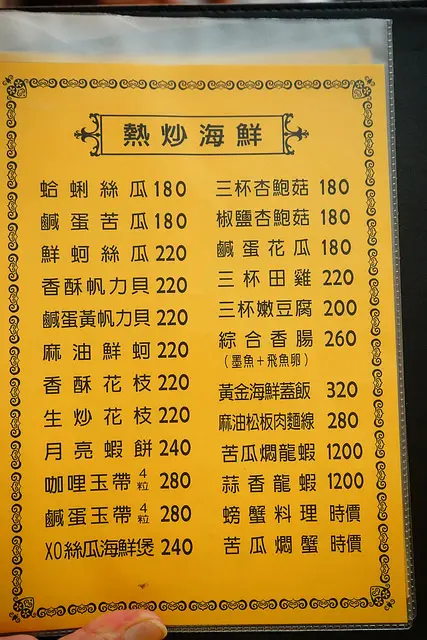 熱炒海鮮
蛤蜊絲瓜 180
鹹蛋苦瓜 180
鮮蚵絲瓜 220
香酥帆力貝 220
鹹蛋黃帆力貝 220
麻油鮮蚵 220
香酥花枝 220
生炒花枝 220
月亮蝦餅 240
咖哩玉帶 4粒 280
鹹蛋玉帶 4粒 280
XO絲瓜海鮮煲 240
三杯杏鮑菇 180
椒鹽杏鮑菇 180
鹹蛋花瓜 180
三杯田雞 220
三杯嫩豆腐 200
綜合香腸 260
(墨魚+飛魚卵)
黃金海鮮蓋飯 320
麻油松板肉麵線 280
苦瓜燜龍蝦 1200
蒜香龍蝦 1200
螃蟹料理 時價
苦瓜燜蟹 時價